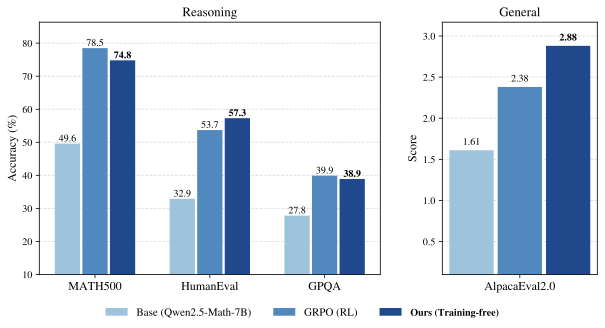 Reasoning
General
Accuracy (%)
80
70
60
50
40
30
20
10
49.6
78.5
74.8
32.9
53.7
57.3
27.8
39.9
38.9
MATH500
HumanEval
GPQA
Score
3.0
2.5
2.0
1.5
1.0
0.5
1.61
2.38
2.88
AlpacaEval2.0
Base (Qwen2.5-Math-7B)
GRPO (RL)
Ours (Training-free)